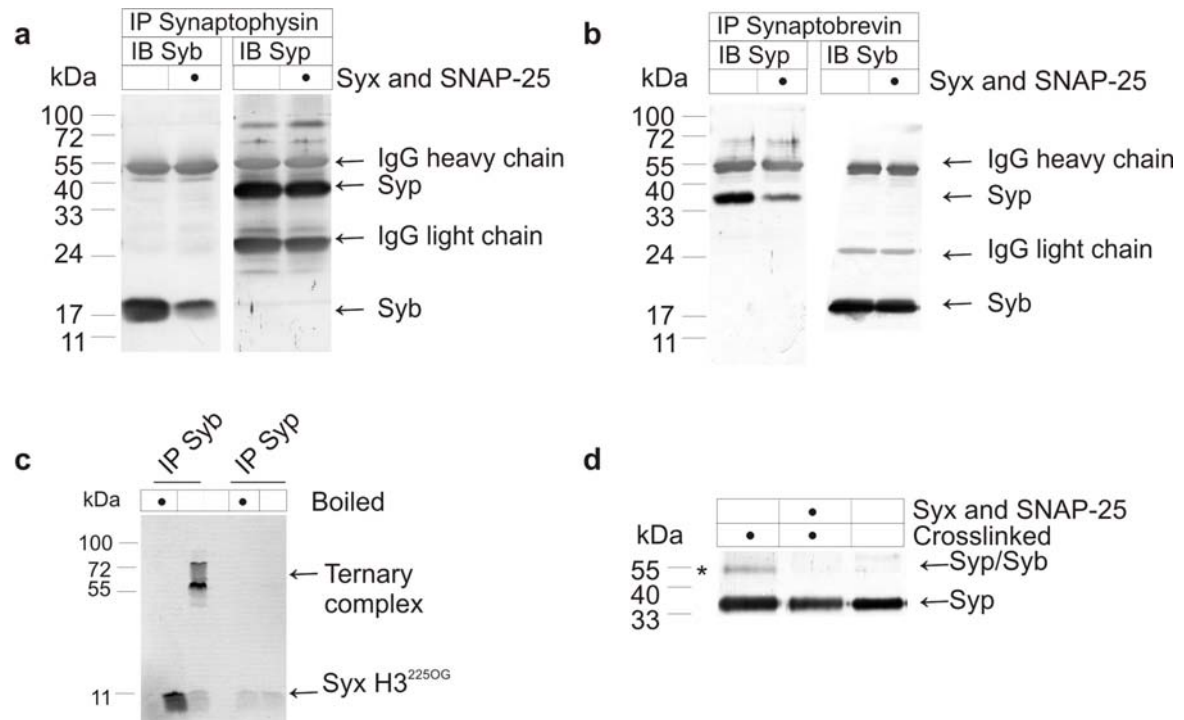 a
IP Synaptophysin
IB Syb IB Syp
kDa • • Syx and SNAP-25
100
72
55 ← IgG heavy chain
40 ← Syp
33
← IgG light chain
24
← Syb
17
11
b
IP Synaptobrevin
IB Syp IB Syb
kDa • • Syx and SNAP-25
100
72
55 ← IgG heavy chain
40 ← Syp
33
← IgG light chain
24
← Syb
17
11
c
IP Syb IP Syp
kDa • • Boiled
100
72 ← Ternary
55 complex
11 ← Syx H3²²⁵ᴼᴳ
d
• Syx and SNAP-25
kDa • • Crosslinked
55 * ← Syp/Syb
40 ← Syp
33